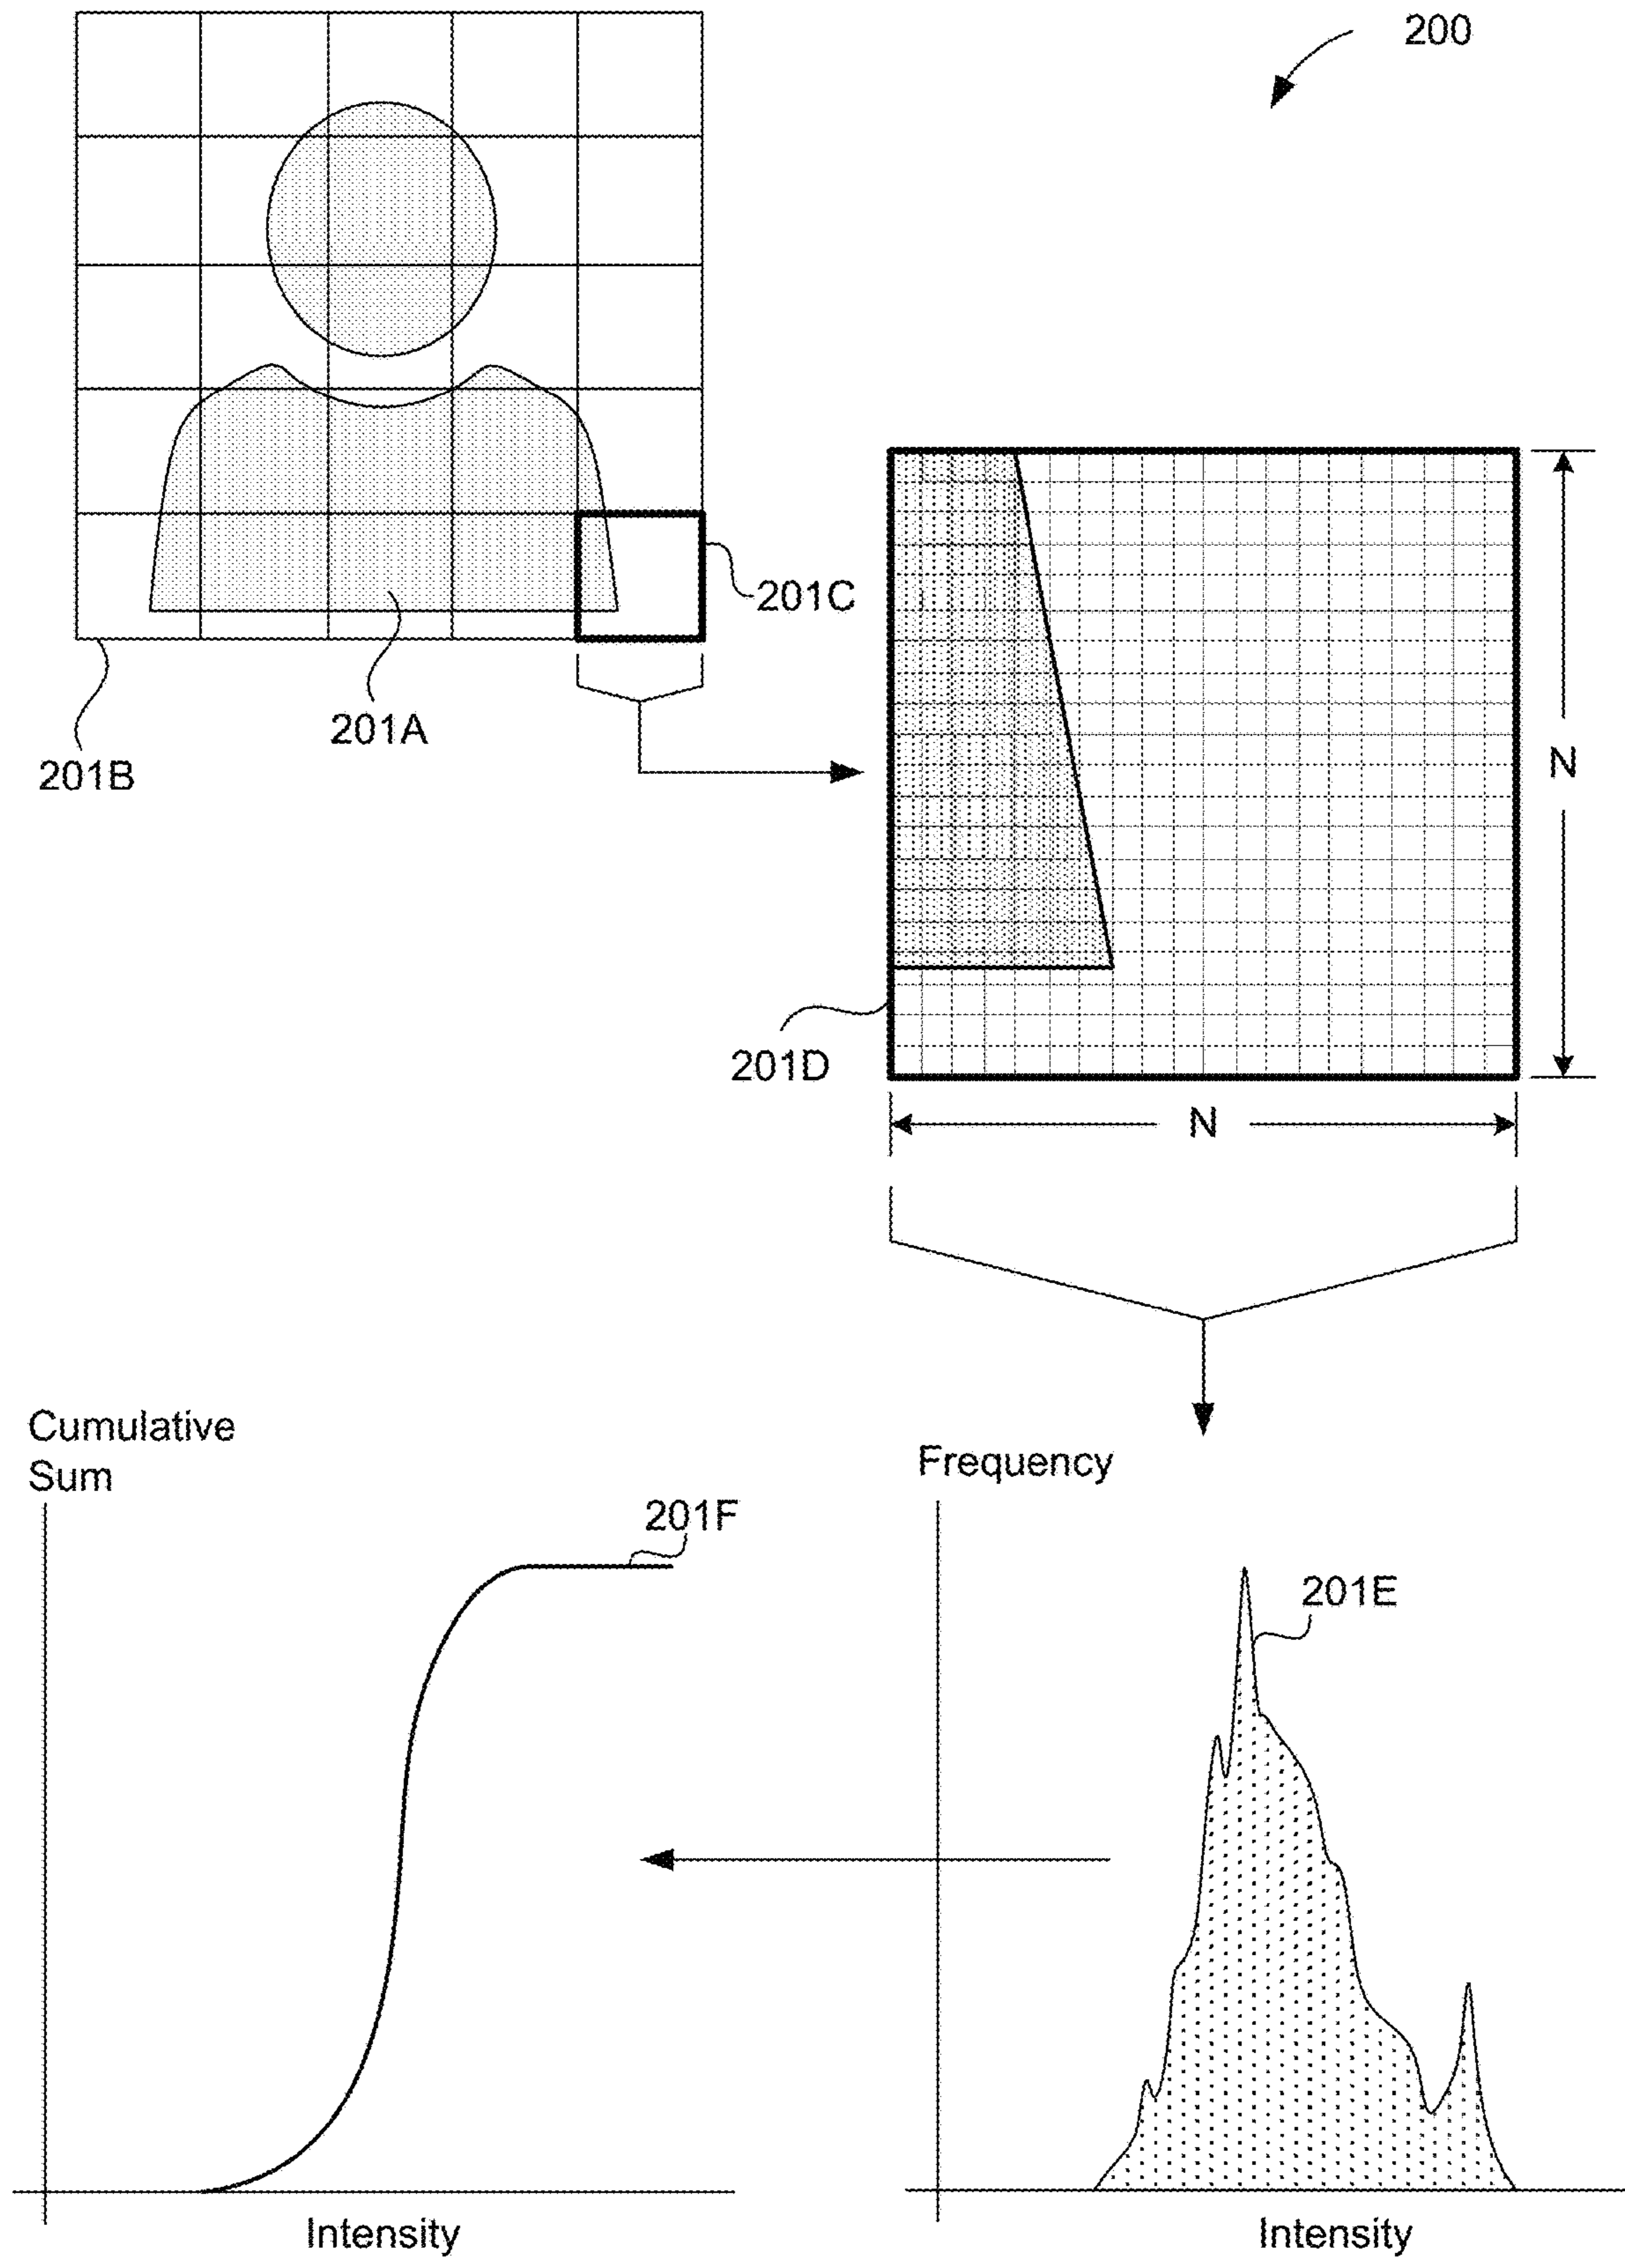 200
201C
201A
201B
N
201D
N
Cumulative
Sum
Frequency
201F
201E
Intensity
Intensity